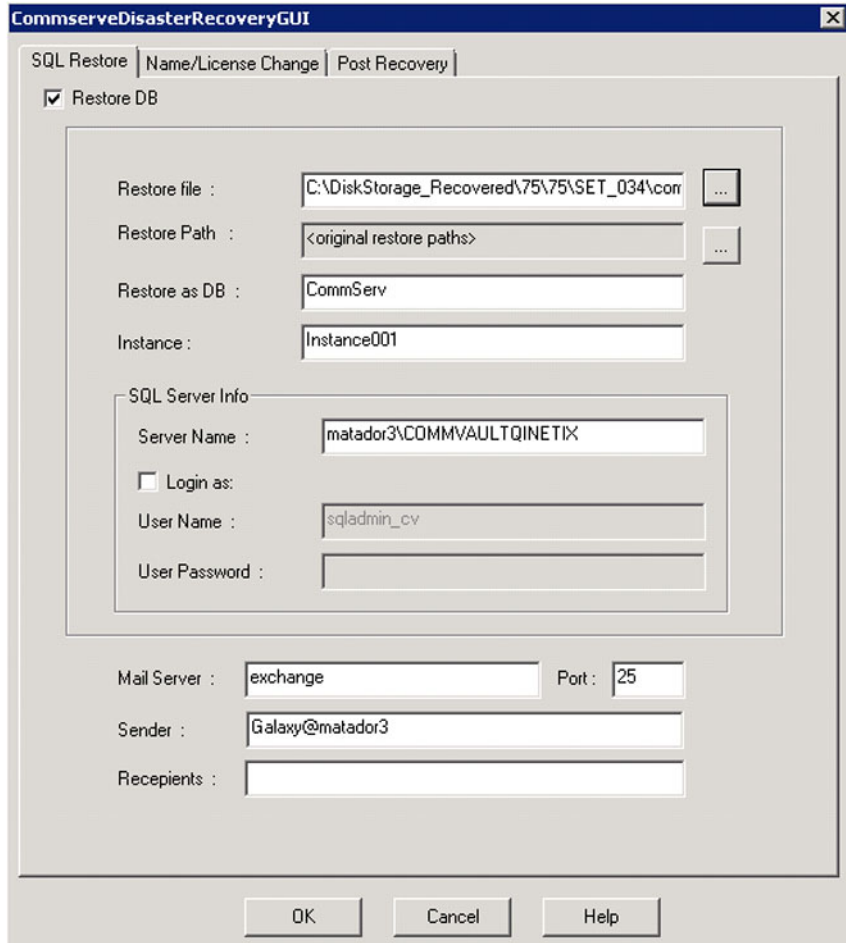 CommserveDisasterRecoveryGUI
SQL Restore Name/License Change Post Recovery
Restore DB
Restore file : C:\DiskStorage_Recovered\75\75\SET_034\com ...
Restore Path : <original restore paths> ...
Restore as DB : CommServ
Instance : Instance001
SQL Server Info
Server Name : matador3\COMMVAULTQINETIX
Login as:
User Name : sqladmin_cv
User Password :
Mail Server : exchange Port : 25
Sender : Galaxy@matador3
Recepients :
OK Cancel Help